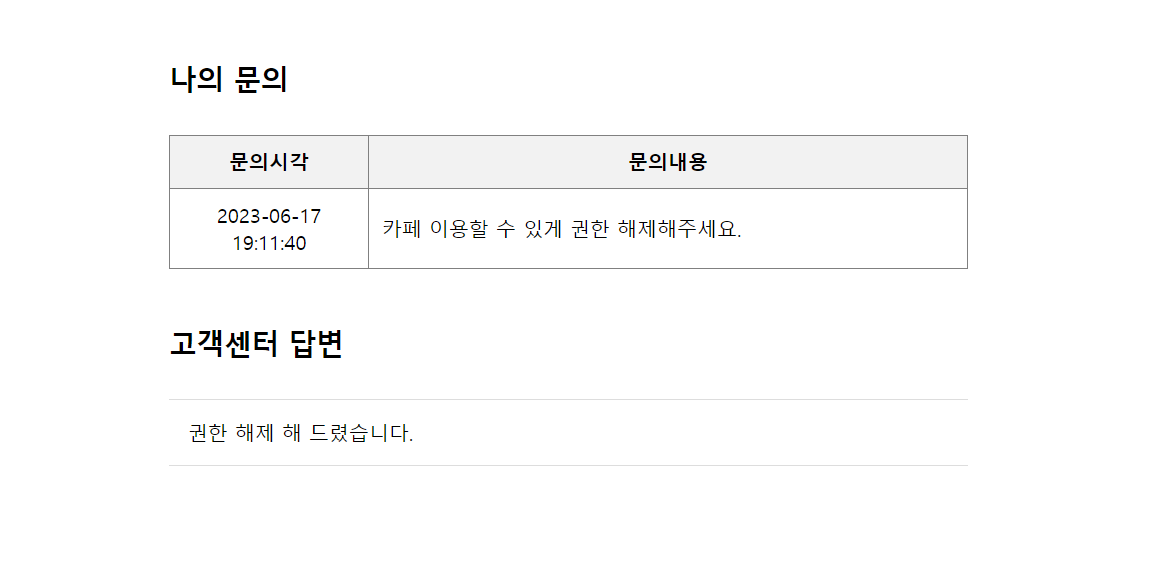 나의 문의
문의시각 문의내용
2023-06-17
19:11:40
카페 이용할 수 있게 권한 해제해주세요.
고객센터 답변
권한 해제 해 드렸습니다.